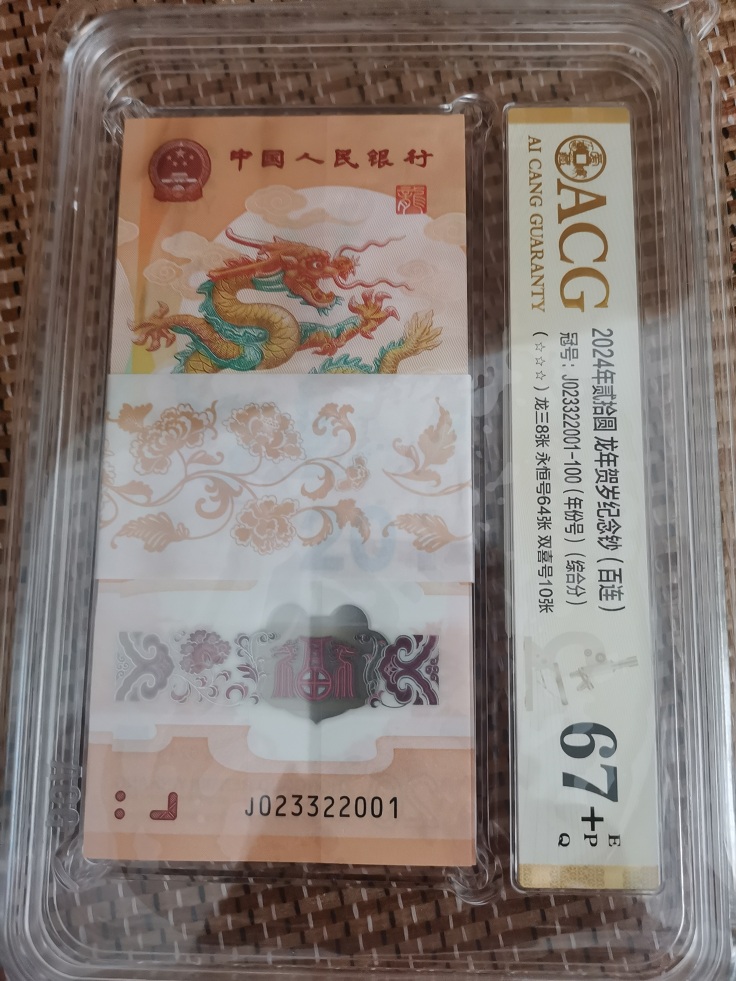 中国人民银行
J023322001
ACG
AI CANG GUARANTY
2024年贰拾圆 龙年贺岁纪念钞（百连）
冠号：J023322001-100（年份号）（综合分）
（☆☆☆）龙三8张 永恒号64张 双喜号10张
67+
E
P
Q